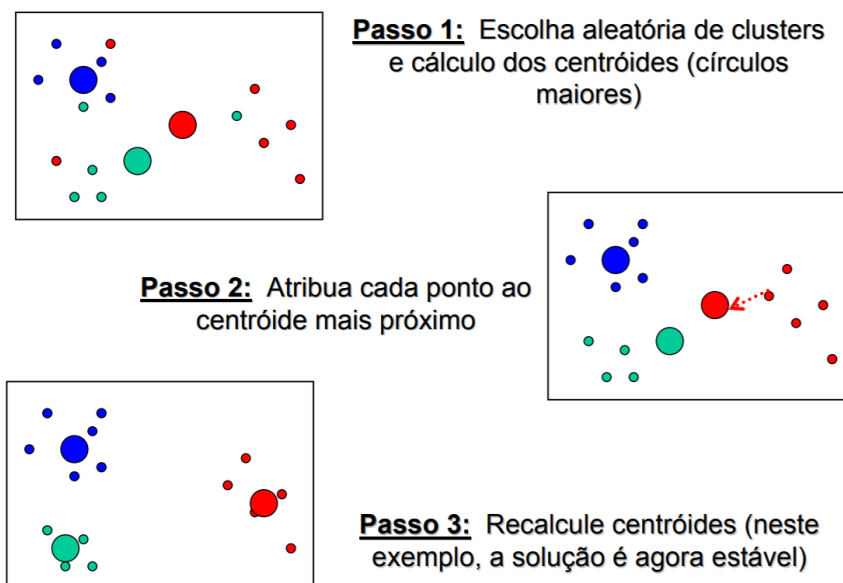 Passo 1: Escolha aleatória de clusters
e cálculo dos centróides (círculos
maiores)
Passo 2: Atribua cada ponto ao
centróide mais próximo
Passo 3: Recalcule centróides (neste
exemplo, a solução é agora estável)